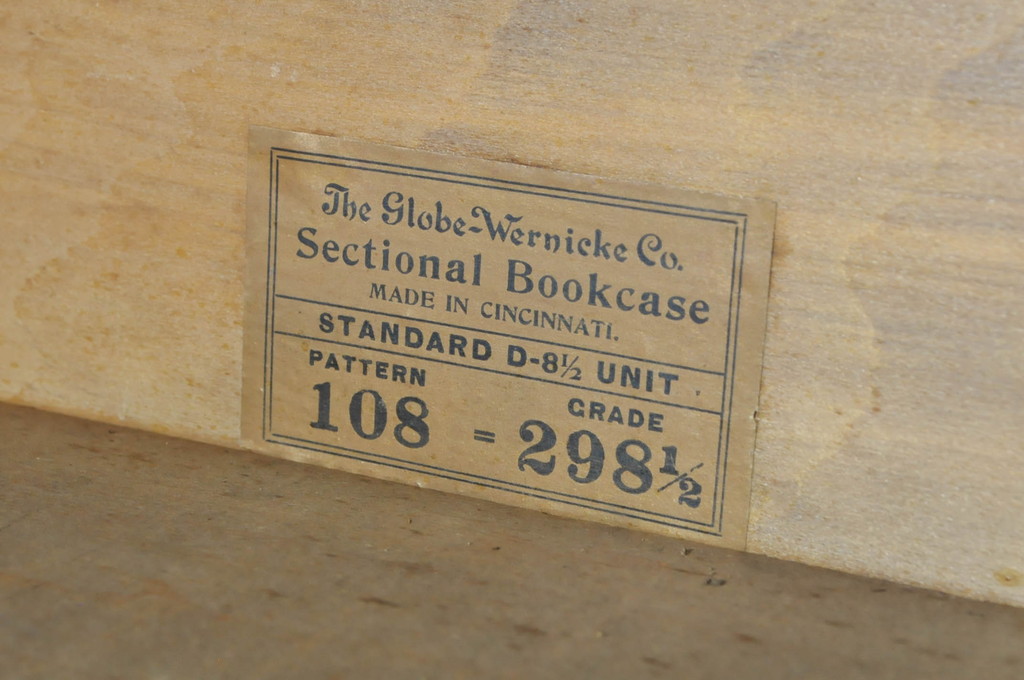 The Globe-Wernicke Co.
Sectional Bookcase
MADE IN CINCINNATI.
STANDARD D-8½ UNIT
PATTERN GRADE
108 = 298½